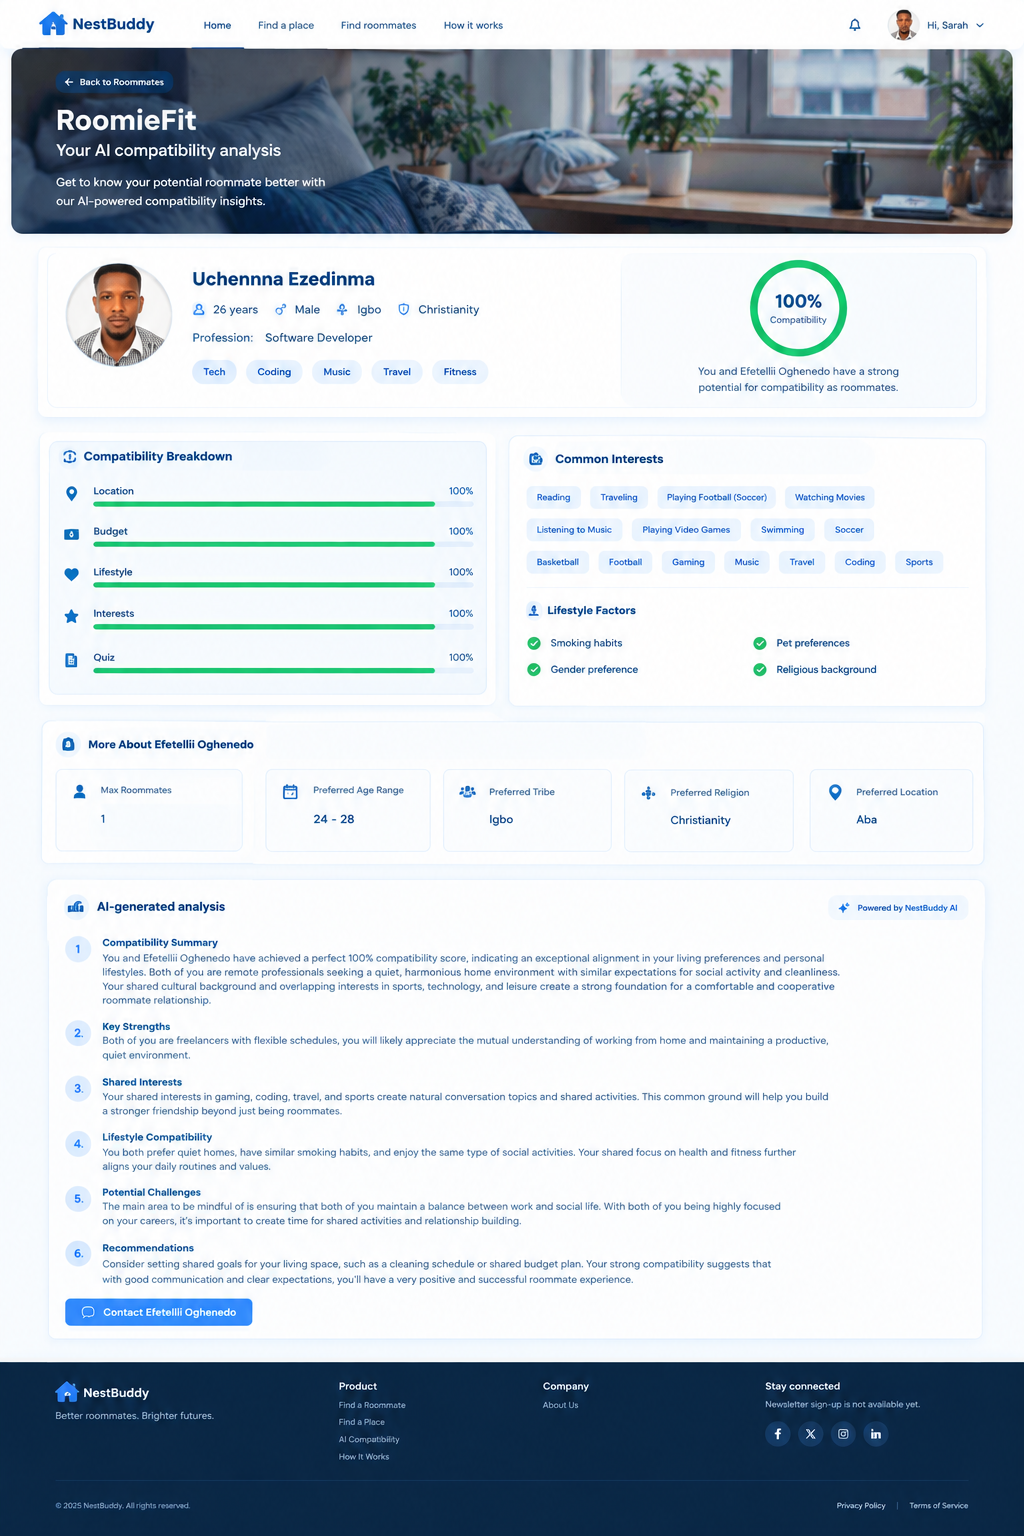 NestBuddy
Home
Find a place
Find roommates
How it works
Hi, Sarah
Back to Roommates
RoomieFit
Your AI compatibility analysis
Get to know your potential roommate better with
our AI-powered compatibility insights.
Uchennna Ezedinma
26 years
Male
Igbo
Christianity
Profession: Software Developer
Tech
Coding
Music
Travel
Fitness
100%
Compatibility
You and Efetellii Oghenedo have a strong
potential for compatibility as roommates.
Compatibility Breakdown
Location 100%
Budget 100%
Lifestyle 100%
Interests 100%
Quiz 100%
Common Interests
Reading
Traveling
Playing Football (Soccer)
Watching Movies
Listening to Music
Playing Video Games
Swimming
Soccer
Basketball
Football
Gaming
Music
Travel
Coding
Sports
Lifestyle Factors
Smoking habits
Pet preferences
Gender preference
Religious background
More About Efetellii Oghenedo
Max Roommates
1
Preferred Age Range
24 - 28
Preferred Tribe
Igbo
Preferred Religion
Christianity
Preferred Location
Aba
AI-generated analysis
Powered by NestBuddy AI
1
Compatibility Summary
You and Efetellii Oghenedo have achieved a perfect 100% compatibility score, indicating an exceptional alignment in your living preferences and personal
lifestyles. Both of you are remote professionals seeking a quiet, harmonious home environment with similar expectations for social activity and cleanliness.
Your shared cultural background and overlapping interests in sports, technology, and leisure create a strong foundation for a comfortable and cooperative
roommate relationship.
2.
Key Strengths
Both of you are freelancers with flexible schedules, you will likely appreciate the mutual understanding of working from home and maintaining a productive,
quiet environment.
3.
Shared Interests
Your shared interests in gaming, coding, travel, and sports create natural conversation topics and shared activities. This common ground will help you build
a stronger friendship beyond just being roommates.
4.
Lifestyle Compatibility
You both prefer quiet homes, have similar smoking habits, and enjoy the same type of social activities. Your shared focus on health and fitness further
aligns your daily routines and values.
5.
Potential Challenges
The main area to be mindful of is ensuring that both of you maintain a balance between work and social life. With both of you being highly focused
on your careers, it's important to create time for shared activities and relationship building.
6.
Recommendations
Consider setting shared goals for your living space, such as a cleaning schedule or shared budget plan. Your strong compatibility suggests that
with good communication and clear expectations, you'll have a very positive and successful roommate experience.
Contact Efetellii Oghenedo
NestBuddy
Better roommates. Brighter futures.
Product
Find a Roommate
Find a Place
AI Compatibility
How It Works
Company
About Us
Stay connected
Newsletter sign-up is not available yet.
© 2025 NestBuddy. All rights reserved.
Privacy Policy | Terms of Service